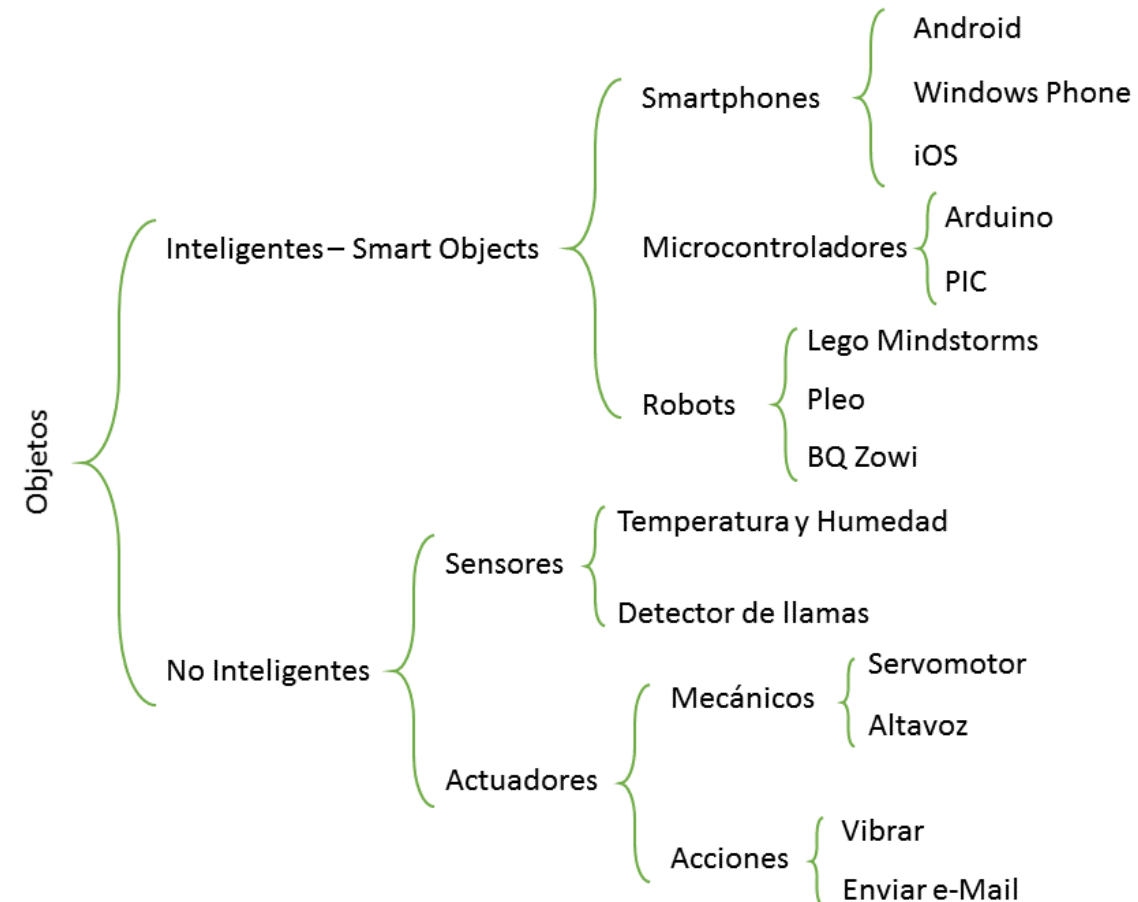 Objetos
Inteligentes – Smart Objects
Smartphones
Android
Windows Phone
iOS
Microcontroladores
Arduino
PIC
Robots
Lego Mindstorms
Pleo
BQ Zowi
No Inteligentes
Sensores
Temperatura y Humedad
Detector de llamas
Actuadores
Mecánicos
Servomotor
Altavoz
Acciones
Vibrar
Enviar e-Mail